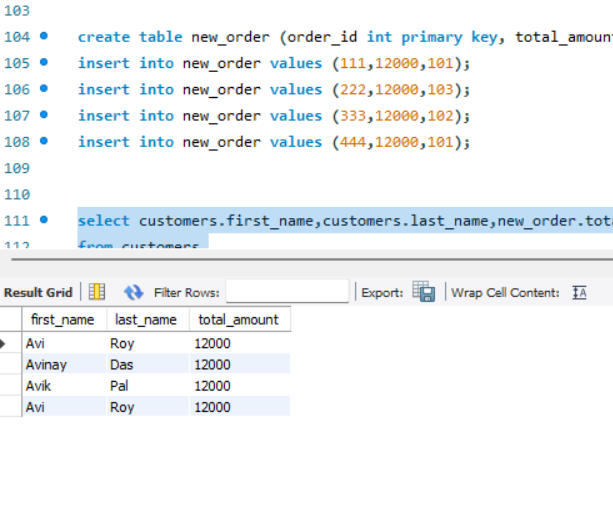 103
104 create table new_order (order_id int primary key, total_amoun
105 insert into new_order values (111,12000,101);
106 insert into new_order values (222,12000,103);
107 insert into new_order values (333,12000,102);
108 insert into new_order values (444,12000,101);
109
110
111 select customers.first_name,customers.last_name,new_order.tot
112 from customers
Result Grid Filter Rows: Export: Wrap Cell Content: IA
first_name last_name total_amount
Avi Roy 12000
Avinay Das 12000
Avik Pal 12000
Avi Roy 12000